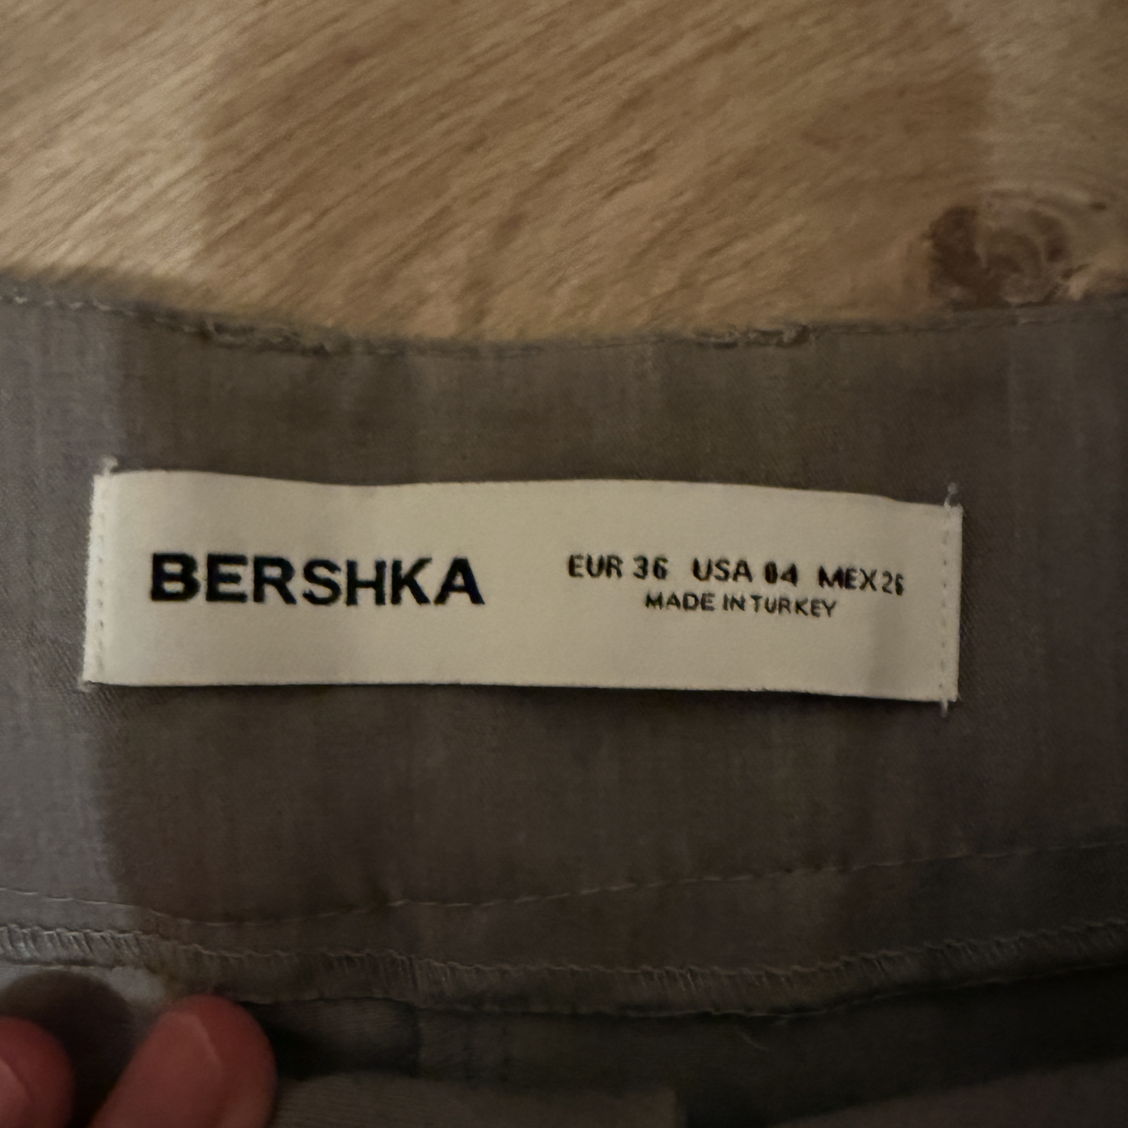 BERSHKA
EUR 36 USA 04 MEX 26
MADE IN TURKEY